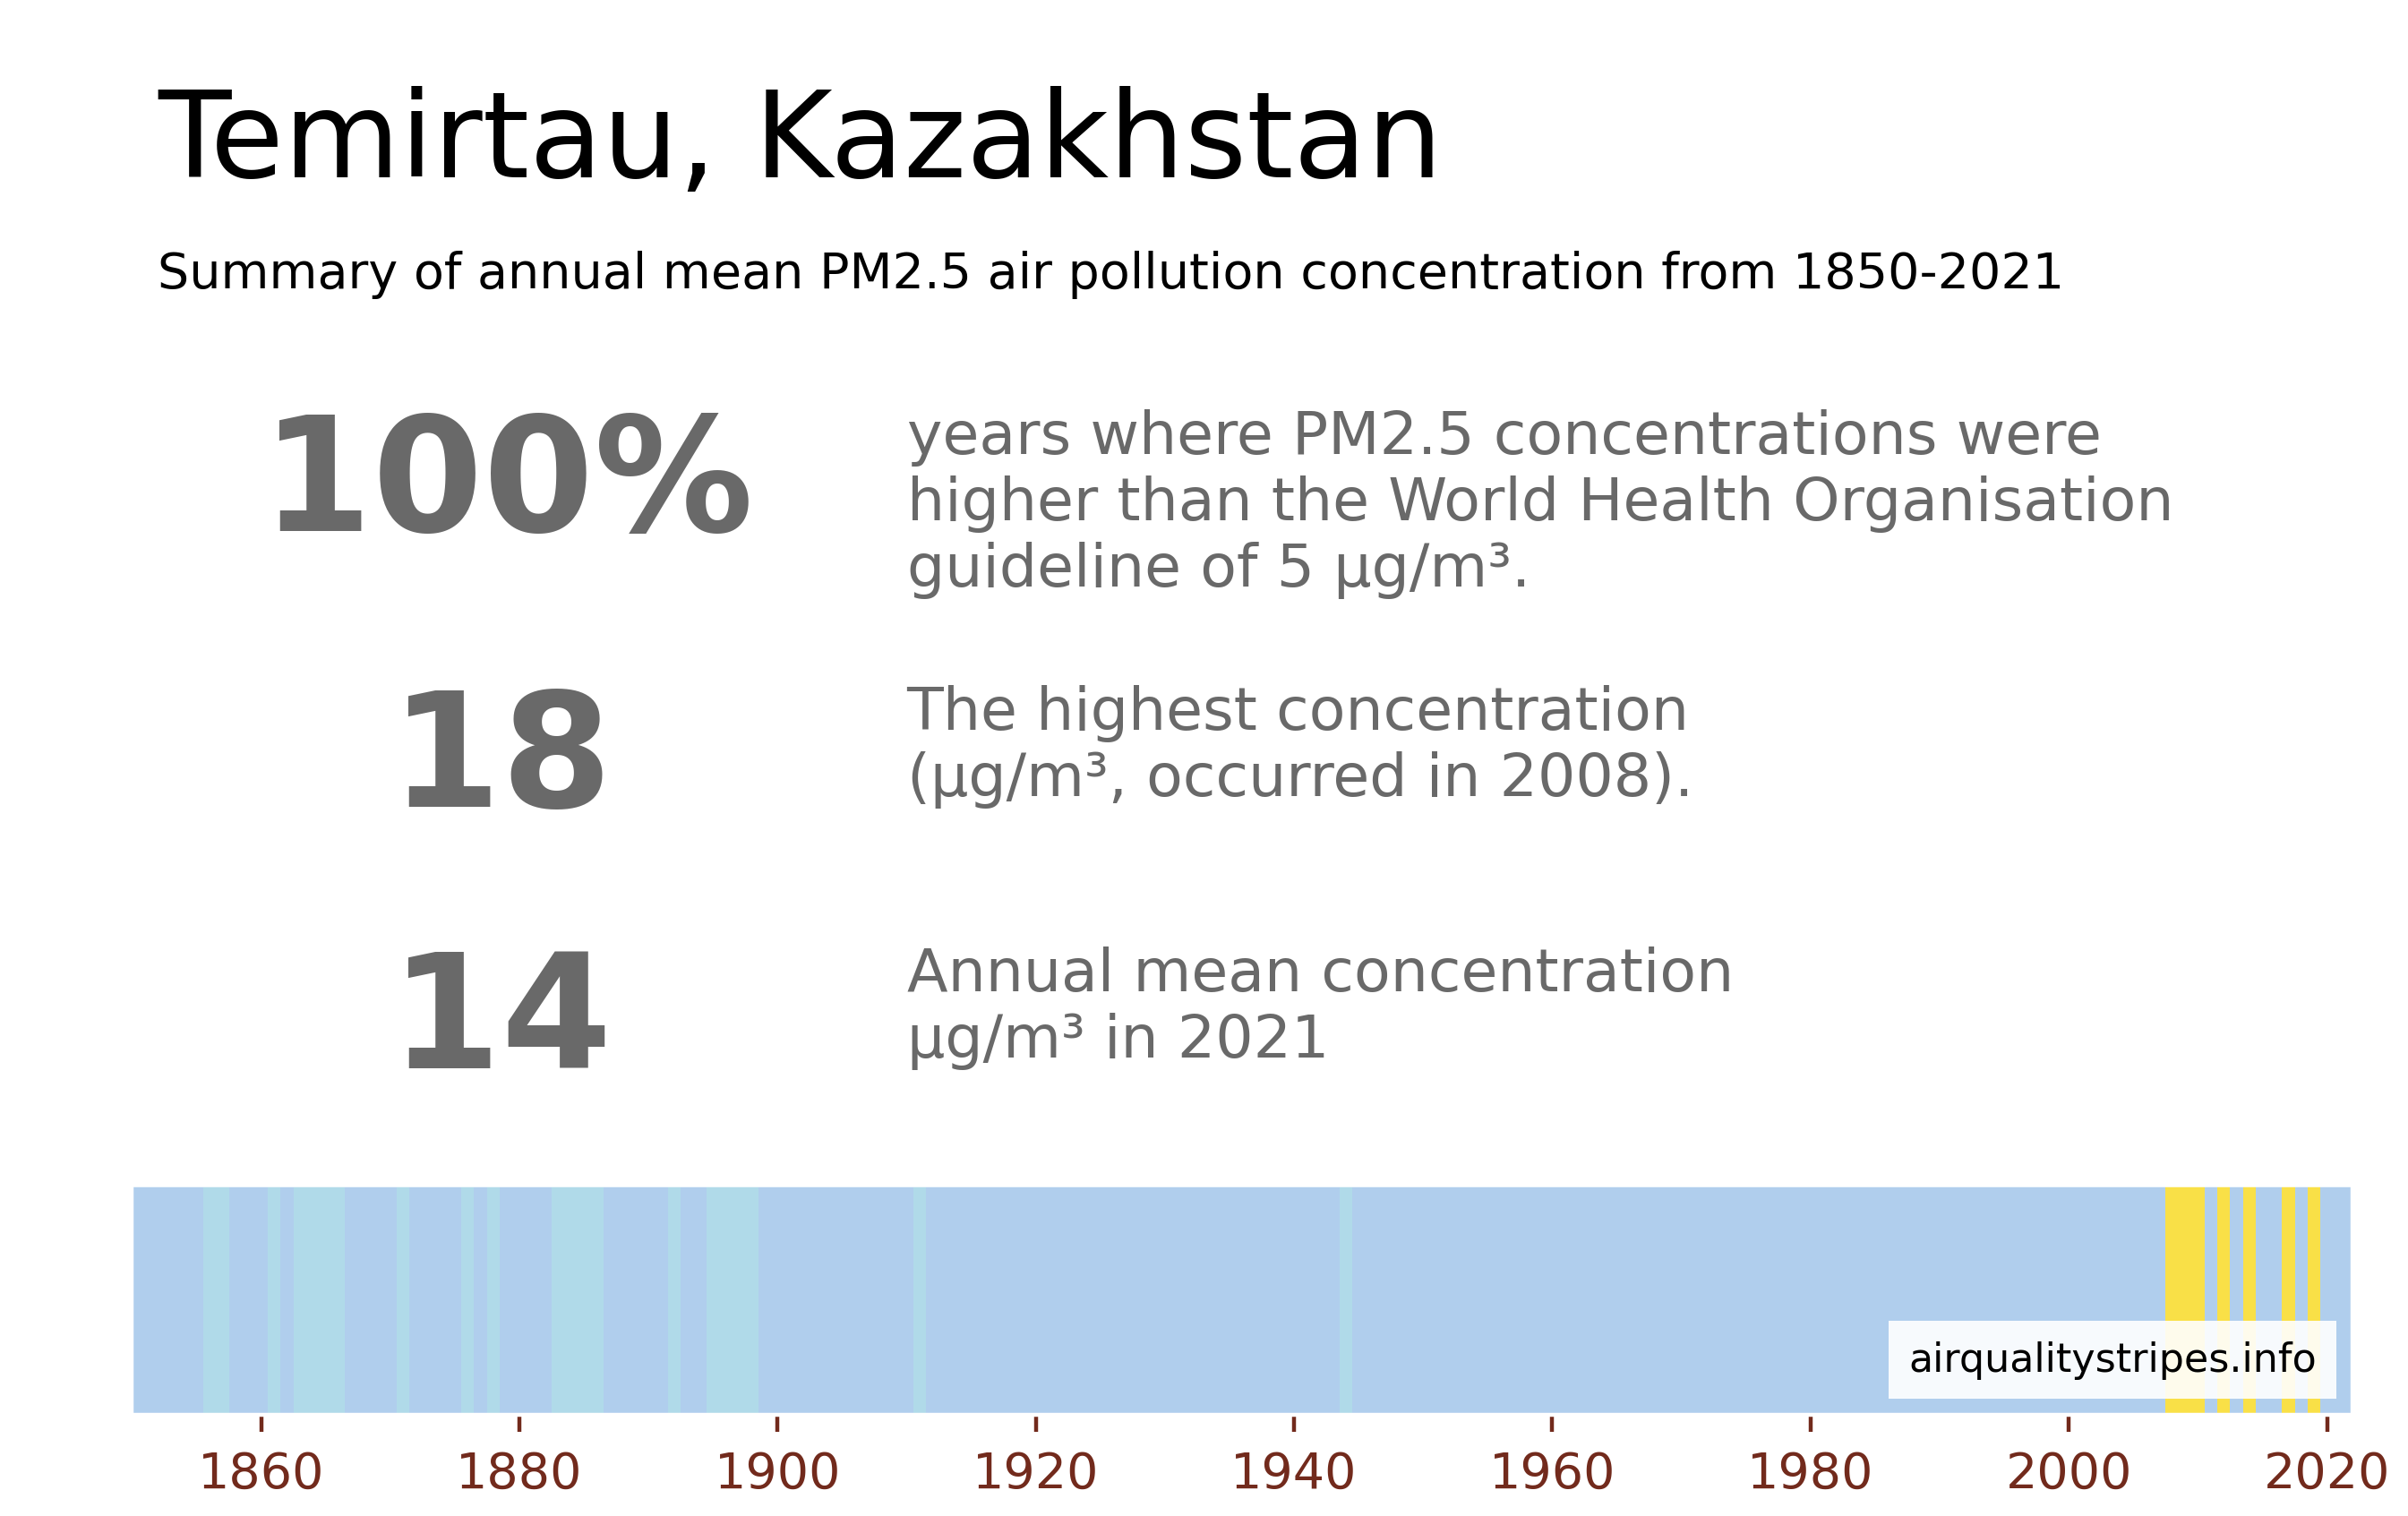 Temirtau, Kazakhstan
Summary of annual mean PM2.5 air pollution concentration from 1850-2021
100%
years where PM2.5 concentrations were
higher than the World Health Organisation
guideline of 5 µg/m³.
18
The highest concentration
(µg/m³, occurred in 2008).
14
Annual mean concentration
µg/m³ in 2021
airqualitystripes.info
1860 1880 1900 1920 1940 1960 1980 2000 2020